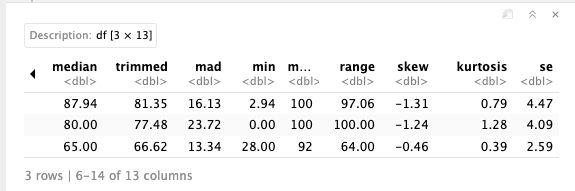 Description: df [3 × 13]
median trimmed mad min m... range skew kurtosis se
<dbl> <dbl> <dbl> <dbl> <dbl> <dbl> <dbl> <dbl> <dbl>
87.94 81.35 16.13 2.94 100 97.06 −1.31 0.79 4.47
80.00 77.48 23.72 0.00 100 100.00 −1.24 1.28 4.09
65.00 66.62 13.34 28.00 92 64.00 −0.46 0.39 2.59
3 rows | 6–14 of 13 columns